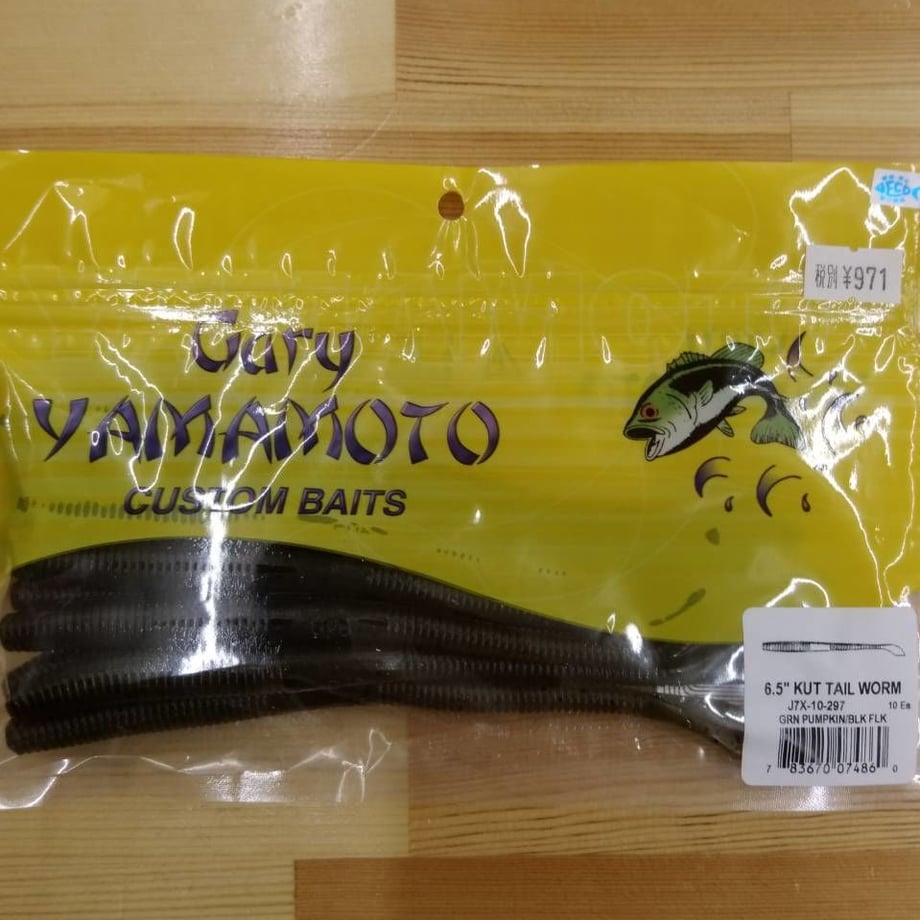 ECO
税別 ¥971
Gary
YAMAMOTO
CUSTOM BAITS
6.5" KUT TAIL WORM
J7X-10-297 10 Ea
GRN PUMPKIN/BLK FLK
7 83670 07486 0